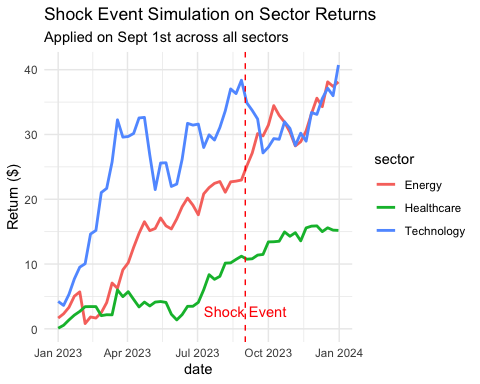 Shock Event Simulation on Sector Returns
Applied on Sept 1st across all sectors
Return ($)
40
30
20
10
0
Shock Event
Jan 2023
Apr 2023
Jul 2023
Oct 2023
Jan 2024
date
sector
Energy
Healthcare
Technology